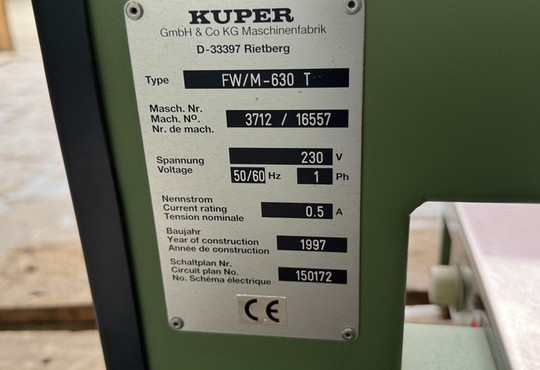 KUPER
GmbH & Co KG Maschinenfabrik
D-33397 Rietberg
Type FW/M-630 T
Masch. Nr.
Mach. Nº. 3712 / 16557
Nr. de mach.
Spannung 230 V
Voltage 50/60 Hz 1 Ph
Nennstrom
Current rating 0.5 A
Tension nominale
Baujahr
Year of construction 1997
Année de construction
Schaltplan Nr.
Circuit plan No. 150172
No. Schéma électrique
CE